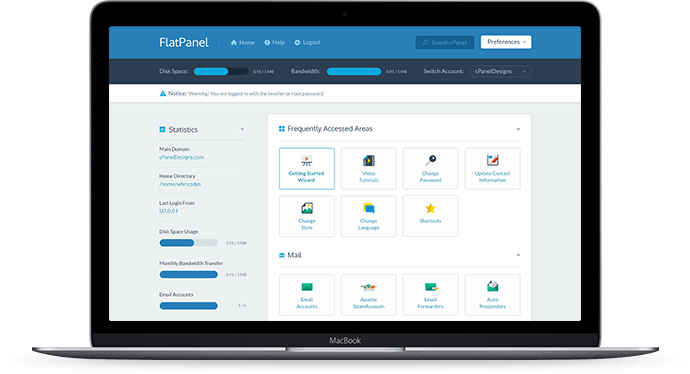 FlatPanel
Home
Help
Logout
Search cPanel
Preferences
Disk Space:
0.95 / 5 MB
Bandwidth:
0.95 / 5 MB
Switch Account:
cPanelDesigns
Notice: Warning! You are logged in with the reseller or root password
Statistics
Main Domain
cPanelDesigns.com
Home Directory
/home/whmcsdes
Last Login From
127.0.0.1
Disk Space Usage
0.95 / 5 MB
Monthly Bandwidth Transfer
0.95 / 5 MB
Email Accounts
1 / ∞
Frequently Accessed Areas
Getting Started
Wizard
Video
Tutorials
Change
Password
Update Contact
Information
Change
Style
Change
Language
Shortcuts
Mail
Email
Accounts
Apache
SpamAssassin
Email
Forwarders
Auto
Responders
MacBook